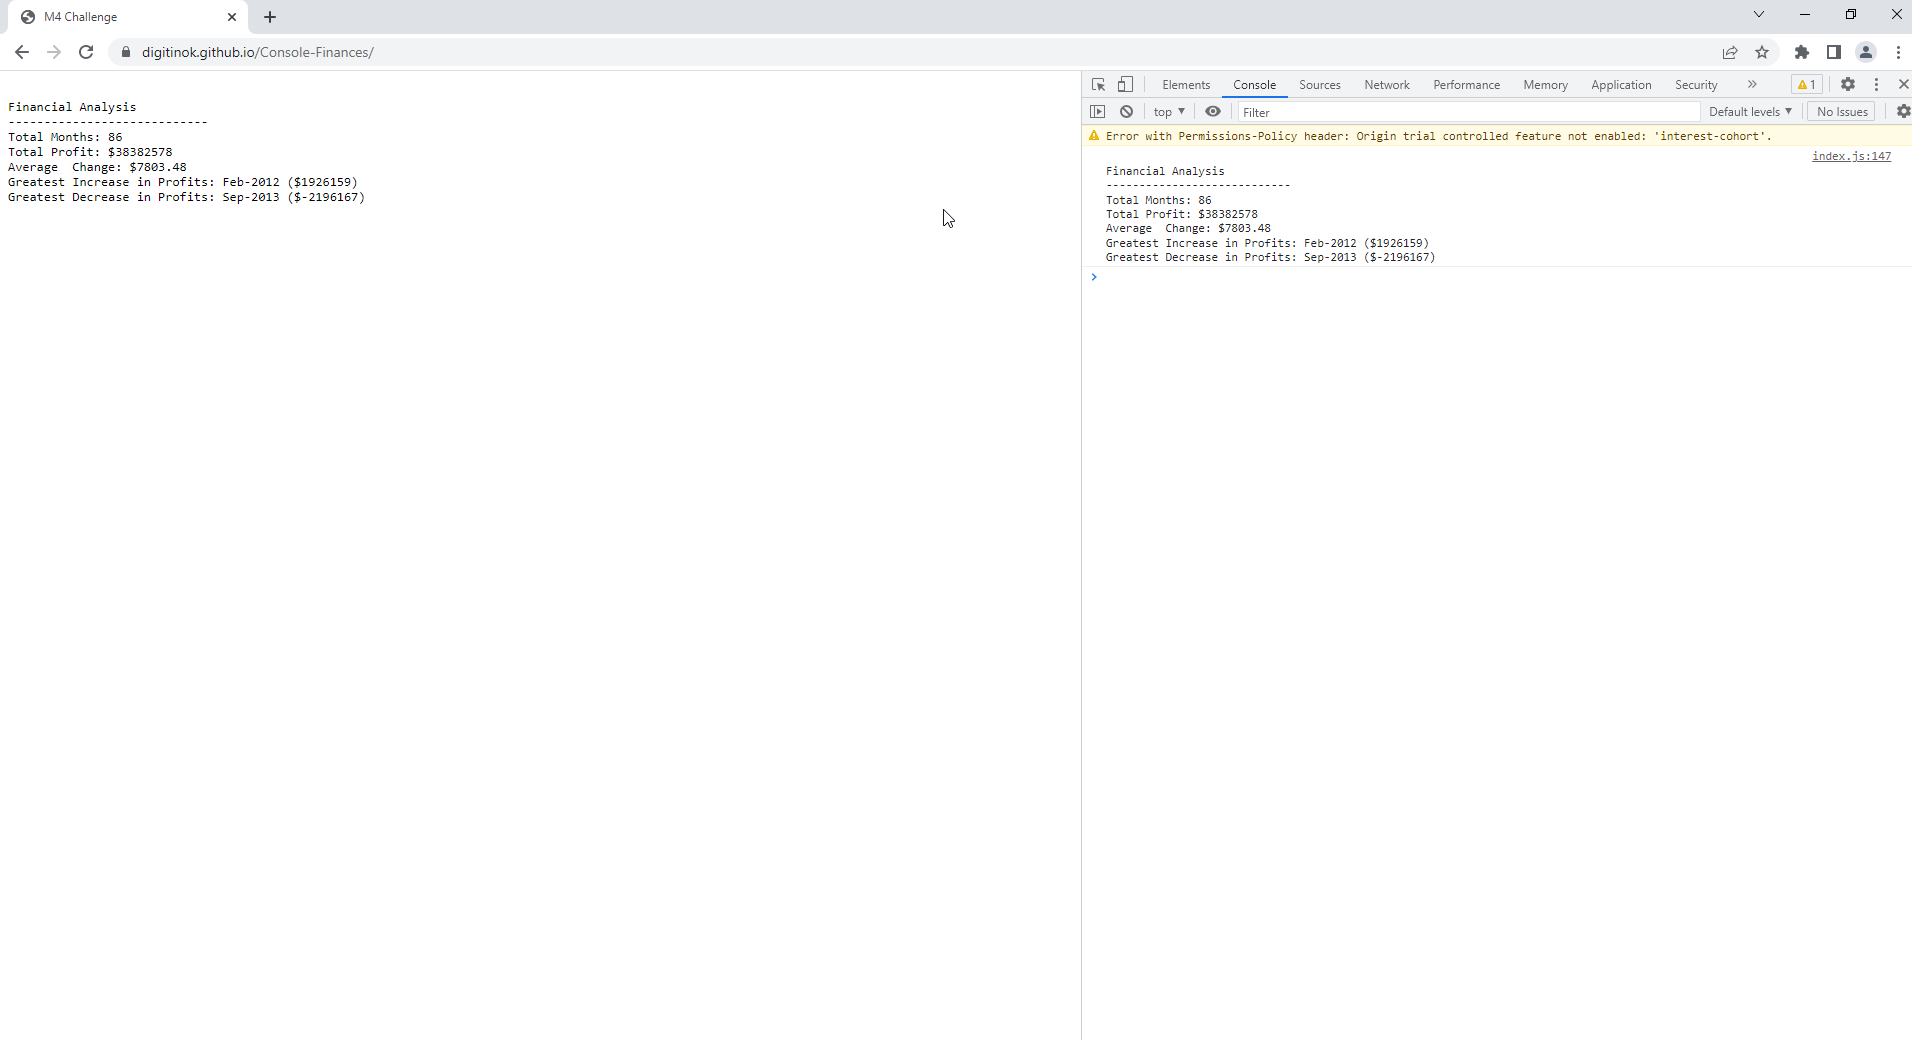 M4 Challenge
digitinok.github.io/Console-Finances/
Financial Analysis
----------------------------
Total Months: 86
Total Profit: $38382578
Average  Change: $7803.48
Greatest Increase in Profits: Feb-2012 ($1926159)
Greatest Decrease in Profits: Sep-2013 ($-2196167)
Elements Console Sources Network Performance Memory Application Security » 1
top Filter Default levels No Issues
Error with Permissions-Policy header: Origin trial controlled feature not enabled: 'interest-cohort'.
index.js:147
Financial Analysis
----------------------------
Total Months: 86
Total Profit: $38382578
Average  Change: $7803.48
Greatest Increase in Profits: Feb-2012 ($1926159)
Greatest Decrease in Profits: Sep-2013 ($-2196167)